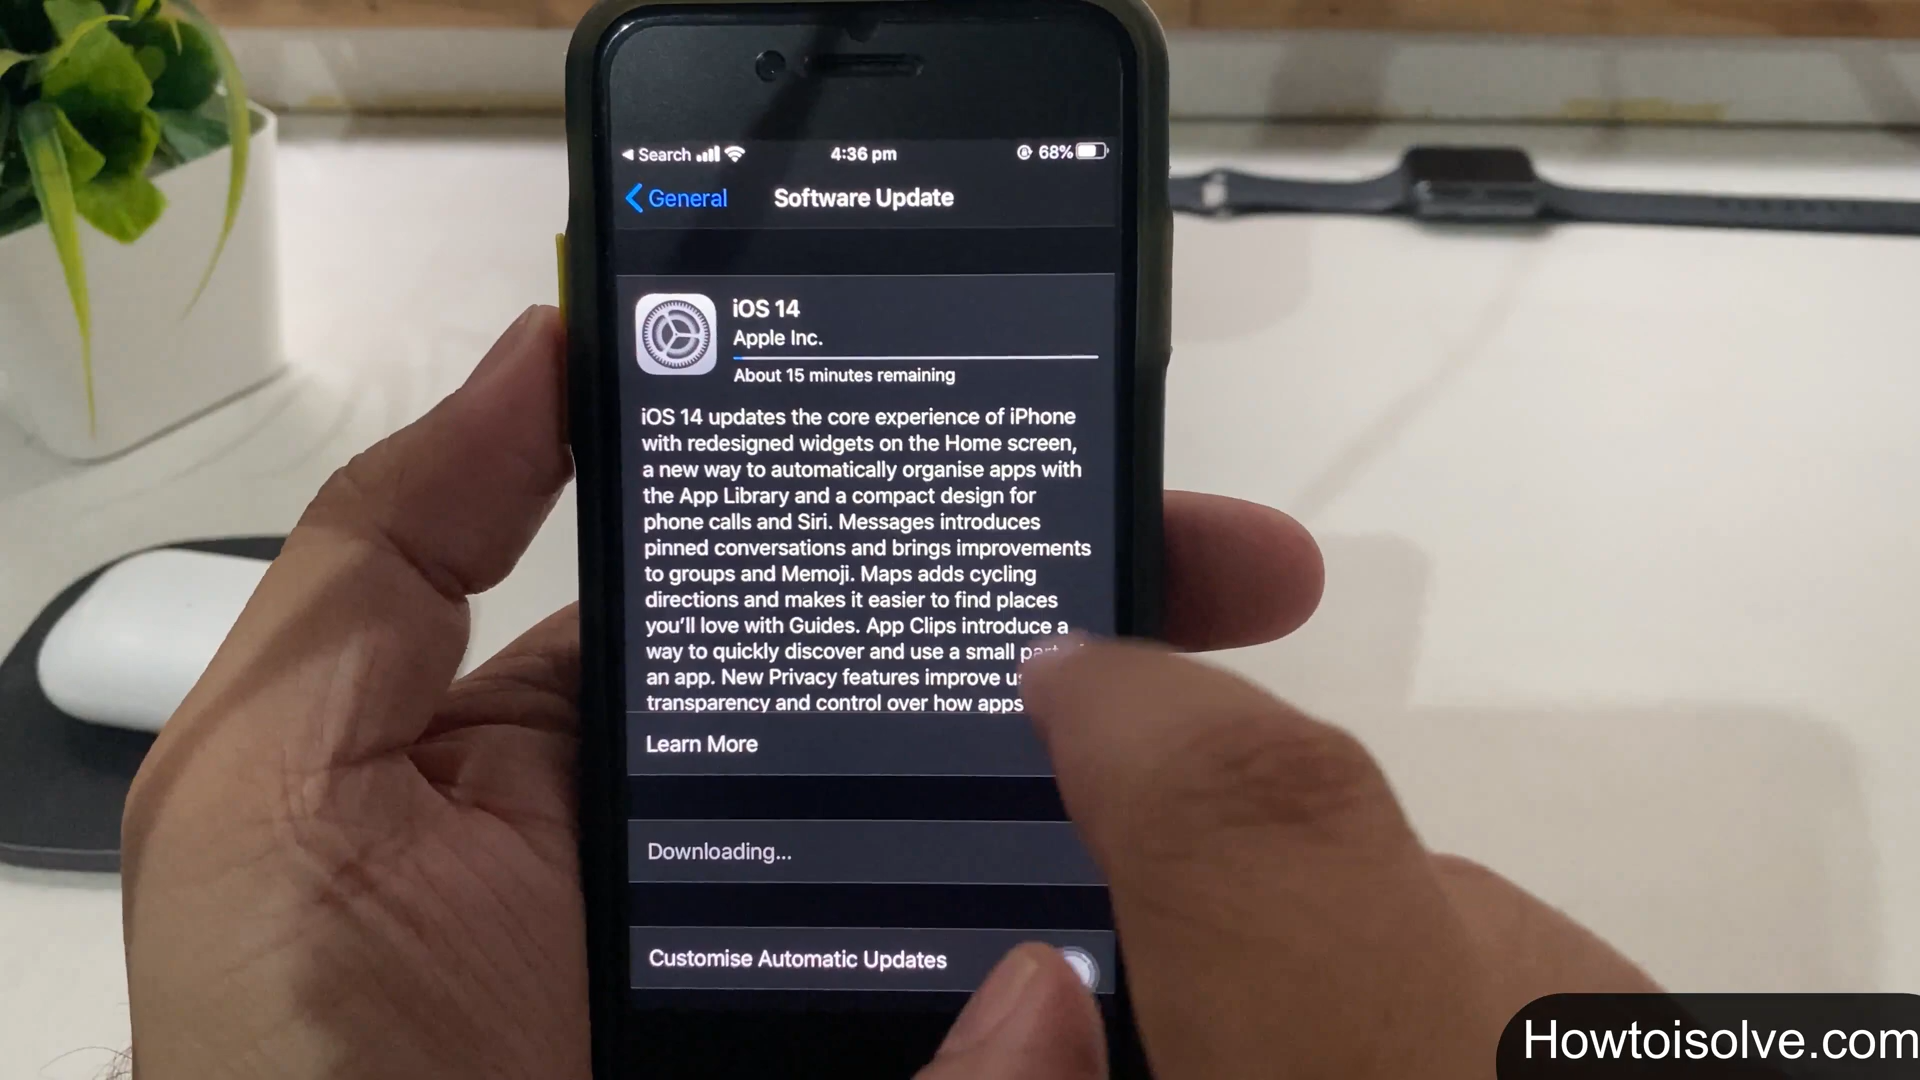 Search
4:36 pm
68%
General
Software Update
iOS 14
Apple Inc.
About 15 minutes remaining
iOS 14 updates the core experience of iPhone
with redesigned widgets on the Home screen,
a new way to automatically organise apps with
the App Library and a compact design for
phone calls and Siri. Messages introduces
pinned conversations and brings improvements
to groups and Memoji. Maps adds cycling
directions and makes it easier to find places
you'll love with Guides. App Clips introduce a
way to quickly discover and use a small
an app. New Privacy features improve
transparency and control over how apps
Learn More
Downloading...
Customise Automatic Updates
Howtoisolve.com